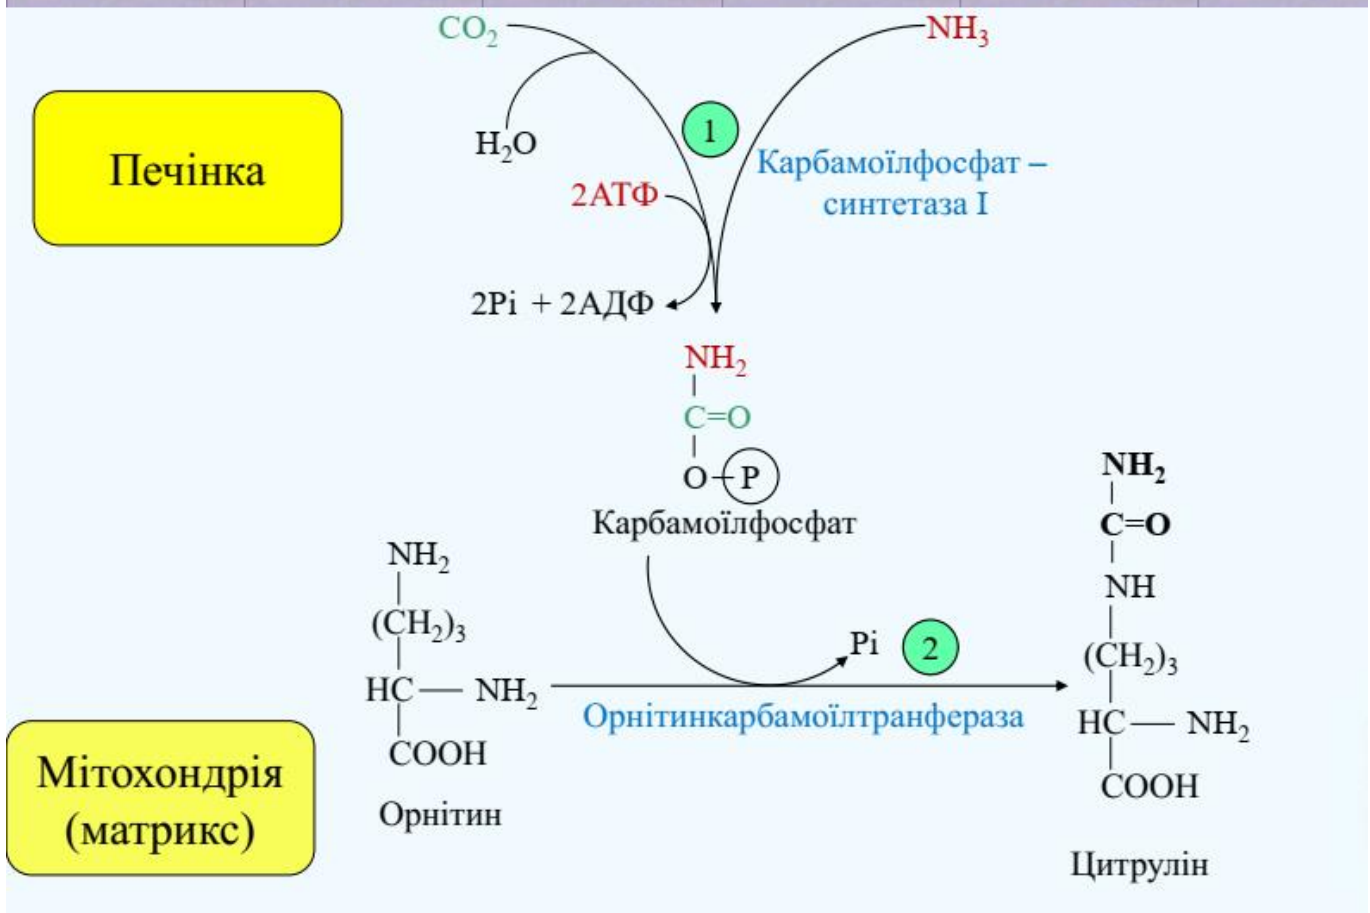 CO₂
NH₃
H₂O
1
Печінка
Карбамоїлфосфат –
синтетаза I
2АТФ
2Pi + 2АДФ
NH₂
C=O
O P
Карбамоїлфосфат
NH₂
(CH₂)₃
HC NH₂
COOH
Орнітин
Pi
2
Орнітинкарбамоїлтранфераза
NH₂
C=O
NH
(CH₂)₃
HC NH₂
COOH
Цитрулін
Мітохондрія
(матрикс)